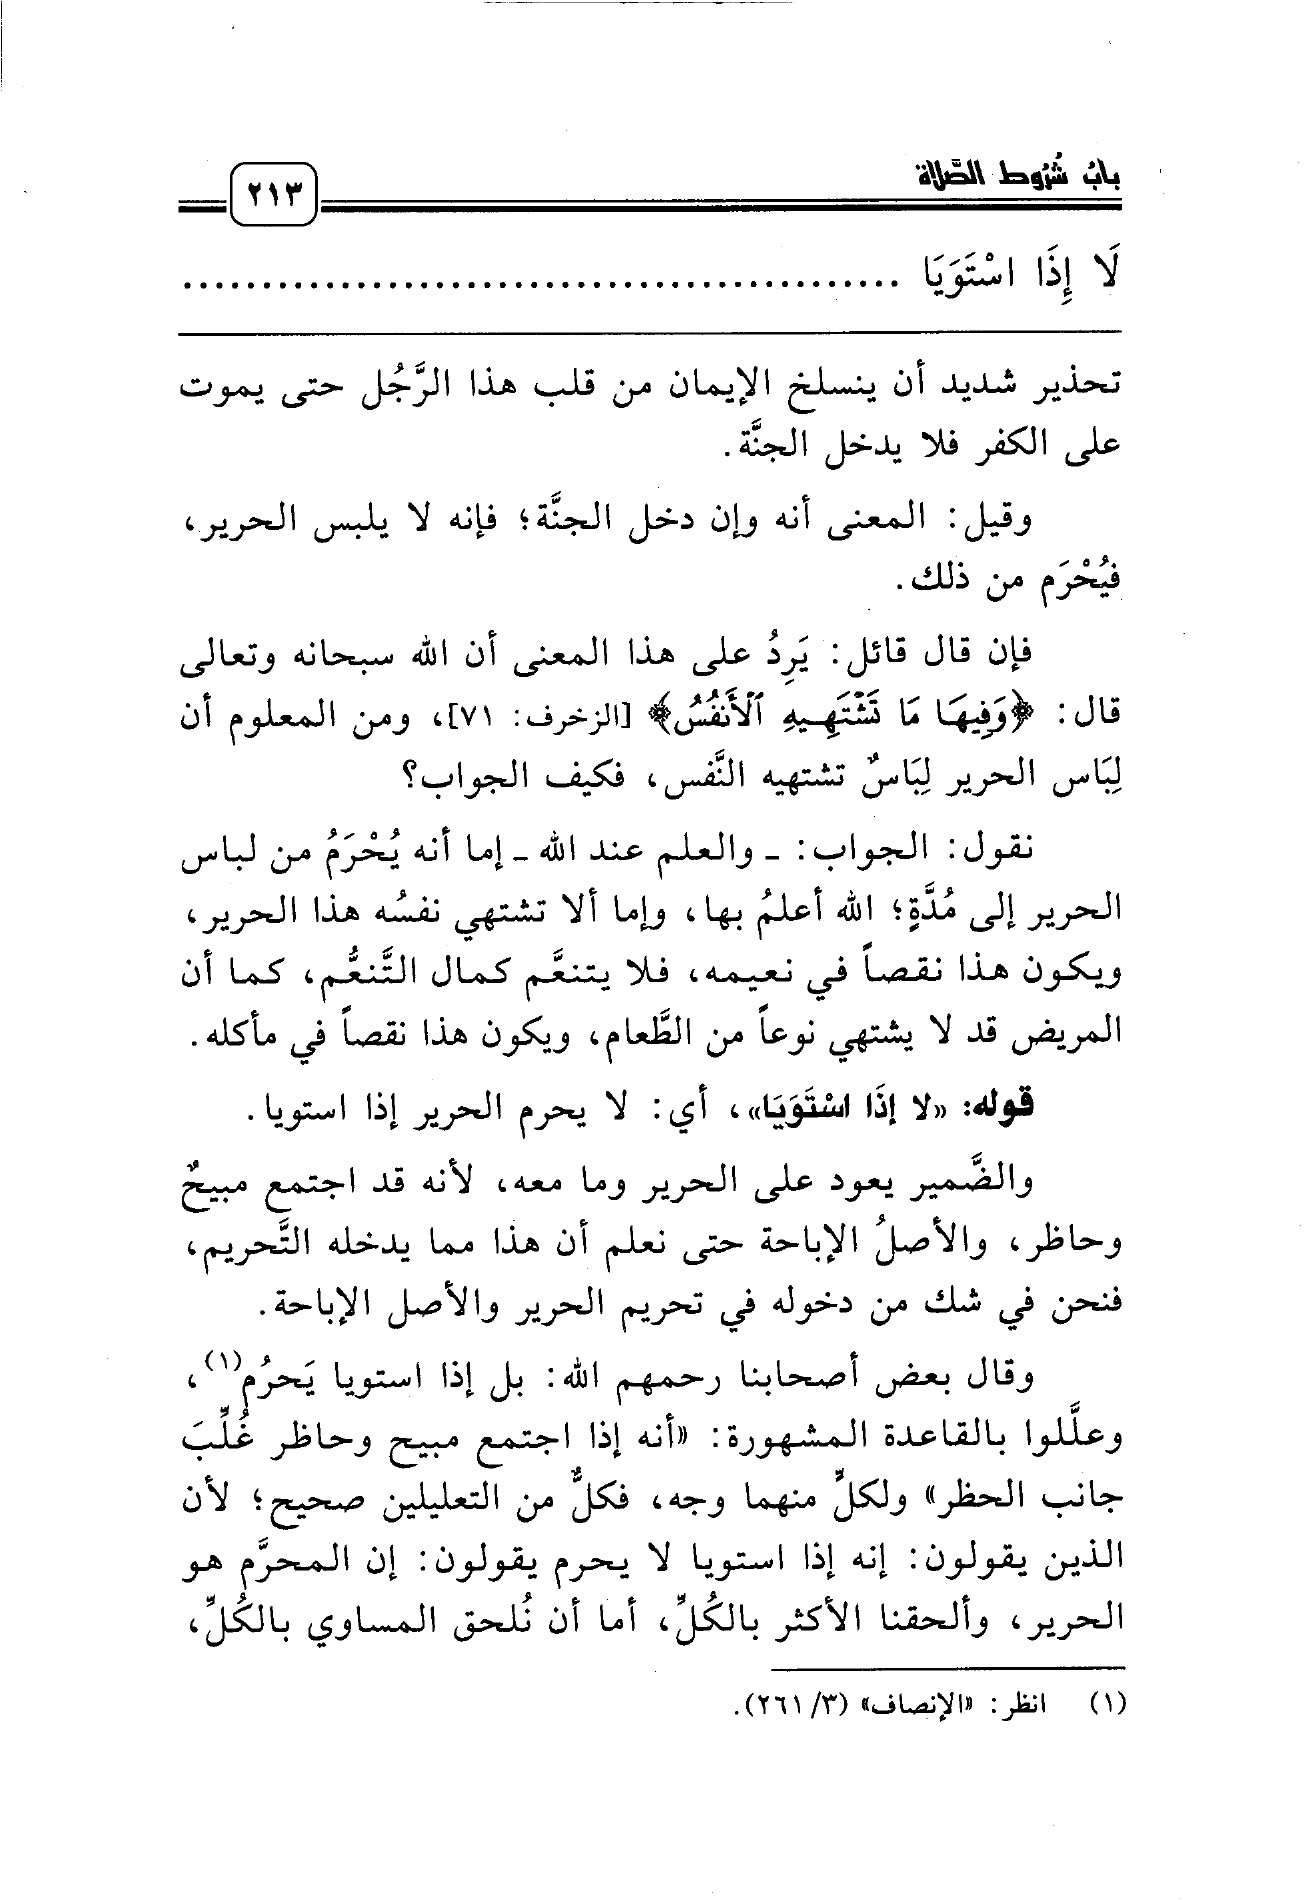 بابُ شُرُوط الصَّلاة
٢١٣
لَا إِذَا اسْتَوَيَا ..............................................
تحذير شديد أن ينسلخ الإيمان من قلب هذا الرَّجُل حتى يموت
على الكفر فلا يدخل الجنَّة.
وقيل: المعنى أنه وإن دخل الجنَّة؛ فإنه لا يلبس الحرير،
فيُحْرَم من ذلك.
فإن قال قائل: يَرِدُ على هذا المعنى أن الله سبحانه وتعالى
قال: ﴿وَفِيهَا مَا تَشْتَهِيهِ ٱلْأَنفُسُ﴾ [الزخرف: ٧١]، ومن المعلوم أن
لِبَاس الحرير لِبَاسٌ تشتهيه النَّفس، فكيف الجواب؟
نقول: الجواب: ـ والعلم عند الله ـ إما أنه يُحْرَمُ من لباس
الحرير إلى مُدَّةٍ؛ الله أعلمُ بها، وإما ألا تشتهي نفسُه هذا الحرير،
ويكون هذا نقصاً في نعيمه، فلا يتنعَّم كمال التَّنعُّم، كما أن
المريض قد لا يشتهي نوعاً من الطَّعام، ويكون هذا نقصاً في مأكله.
قوله: «لا إذَا اسْتَوَيَا»، أي: لا يحرم الحرير إذا استويا.
والضَّمير يعود على الحرير وما معه، لأنه قد اجتمع مبيحٌ
وحاظر، والأصلُ الإباحة حتى نعلم أن هذا مما يدخله التَّحريم،
فنحن في شك من دخوله في تحريم الحرير والأصل الإباحة.
وقال بعض أصحابنا رحمهم الله: بل إذا استويا يَحرُم(١)،
وعلَّلوا بالقاعدة المشهورة: «أنه إذا اجتمع مبيح وحاظر غُلِّبَ
جانب الحظر» ولكلٍّ منهما وجه، فكلٌّ من التعليلين صحيح؛ لأن
الذين يقولون: إنه إذا استويا لا يحرم يقولون: إن المحرَّم هو
الحرير، وألحقنا الأكثر بالكُلِّ، أما أن نُلحق المساوي بالكُلِّ،
(١) انظر: «الإنصاف» (٣/ ٢٦١).